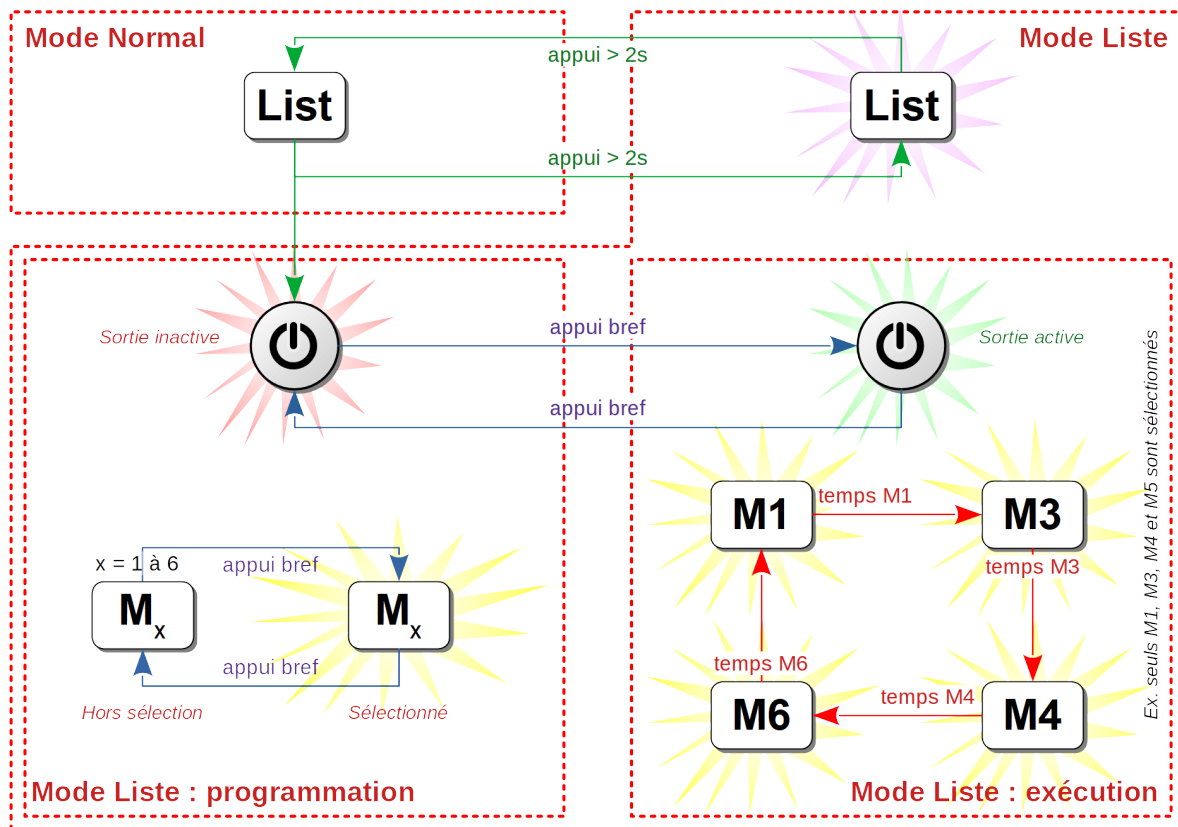 Mode Normal
Mode Liste
appui > 2s
List
List
appui > 2s
Sortie inactive
appui bref
Sortie active
appui bref
Ex. seuls M1, M3, M4 et M5 sont sélectionnés
M1
temps M1
M3
temps M3
x = 1 à 6
appui bref
Mx
Mx
appui bref
temps M6
Hors sélection
Sélectionné
M6
temps M4
M4
Mode Liste : programmation
Mode Liste : exécution